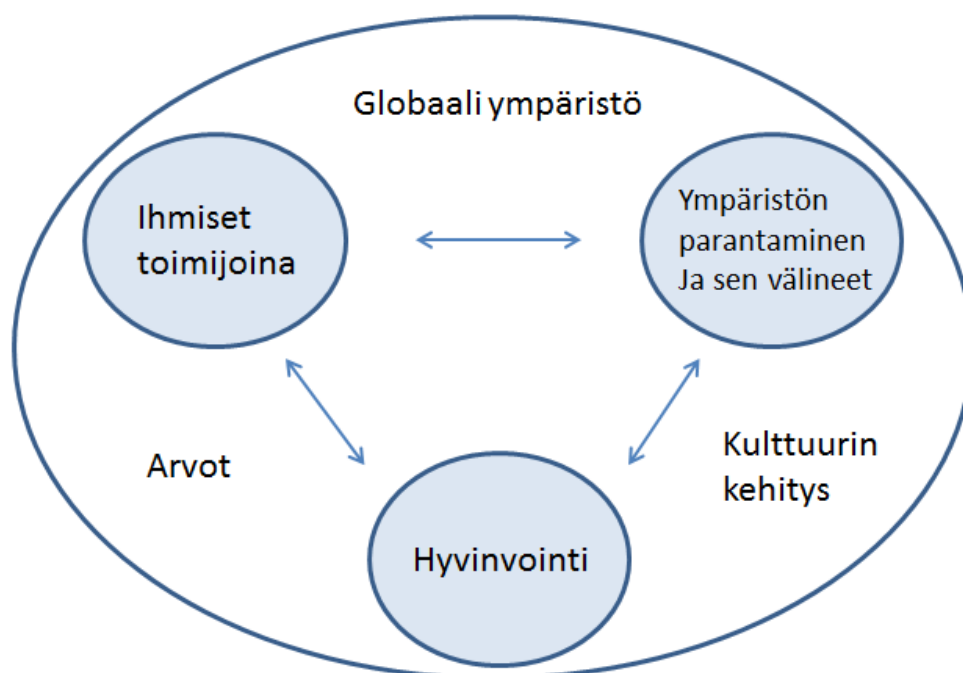 Globaali ympäristö
Ihmiset
toimijoina
Ympäristön
parantaminen
Ja sen välineet
Arvot
Kulttuurin
kehitys
Hyvinvointi